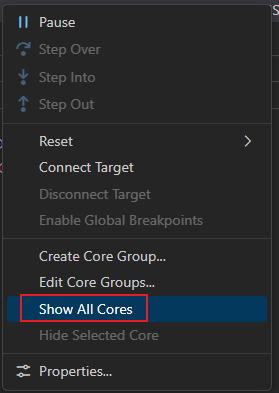 Pause
Step Over
Step Into
Step Out
Reset
Connect Target
Disconnect Target
Enable Global Breakpoints
Create Core Group...
Edit Core Groups...
Show All Cores
Hide Selected Core
Properties...